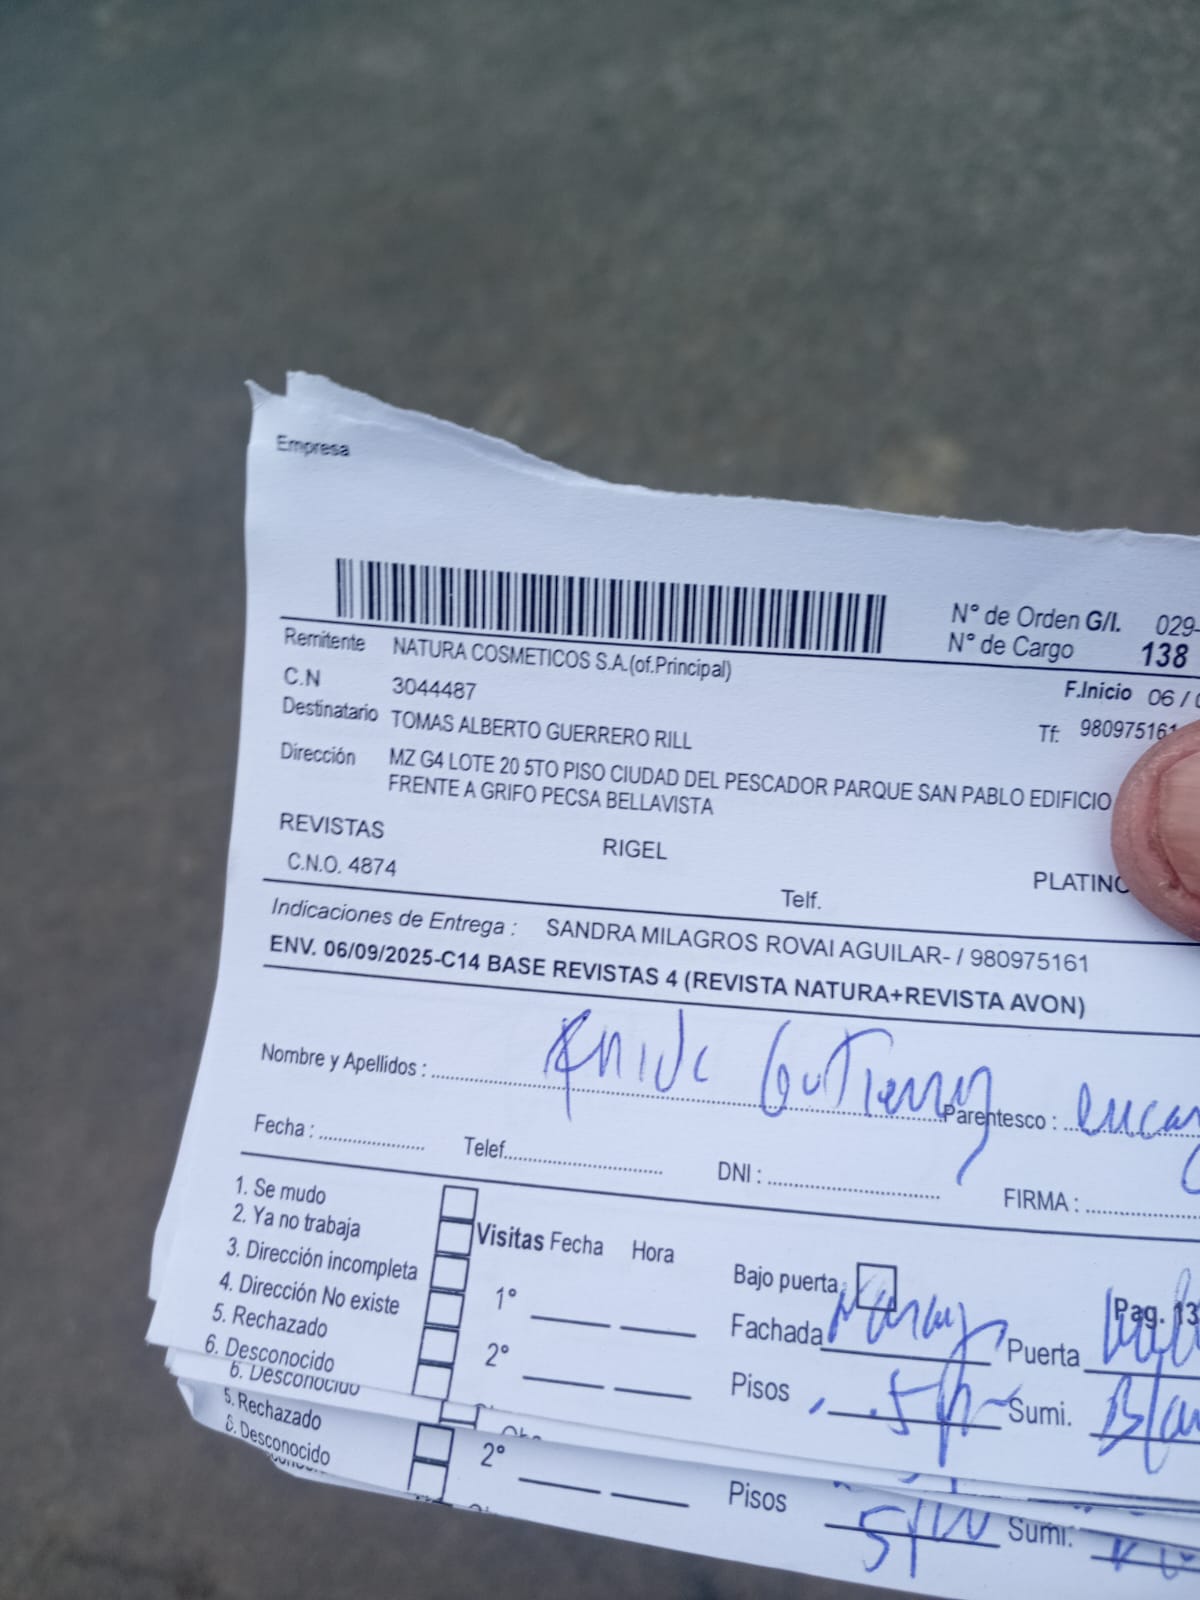 Empresa
N° de Orden G/I. 029-
N° de Cargo 138
Remitente NATURA COSMETICOS S.A.(of.Principal)
F.Inicio 06 /
C.N 3044487
Tf: 980975161
Destinatario TOMAS ALBERTO GUERRERO RILL
Dirección MZ G4 LOTE 20 5TO PISO CIUDAD DEL PESCADOR PARQUE SAN PABLO EDIFICIO
FRENTE A GRIFO PECSA BELLAVISTA
REVISTAS RIGEL PLATINO
C.N.O. 4874 Telf.
Indicaciones de Entrega : SANDRA MILAGROS ROVAI AGUILAR- / 980975161
ENV. 06/09/2025-C14 BASE REVISTAS 4 (REVISTA NATURA+REVISTA AVON)
Nombre y Apellidos : Parentesco :
Fecha : Telef. DNI : FIRMA :
1. Se mudo
2. Ya no trabaja
Visitas Fecha Hora
3. Dirección incompleta
Bajo puerta
4. Dirección No existe
1°
Pag. 13
5. Rechazado
Fachada Puerta
6. Desconocido
2°
Pisos 5 Sumi.
6. Desconocido
5. Rechazado
6. Desconocido
2°
Pisos 5 Sumi.